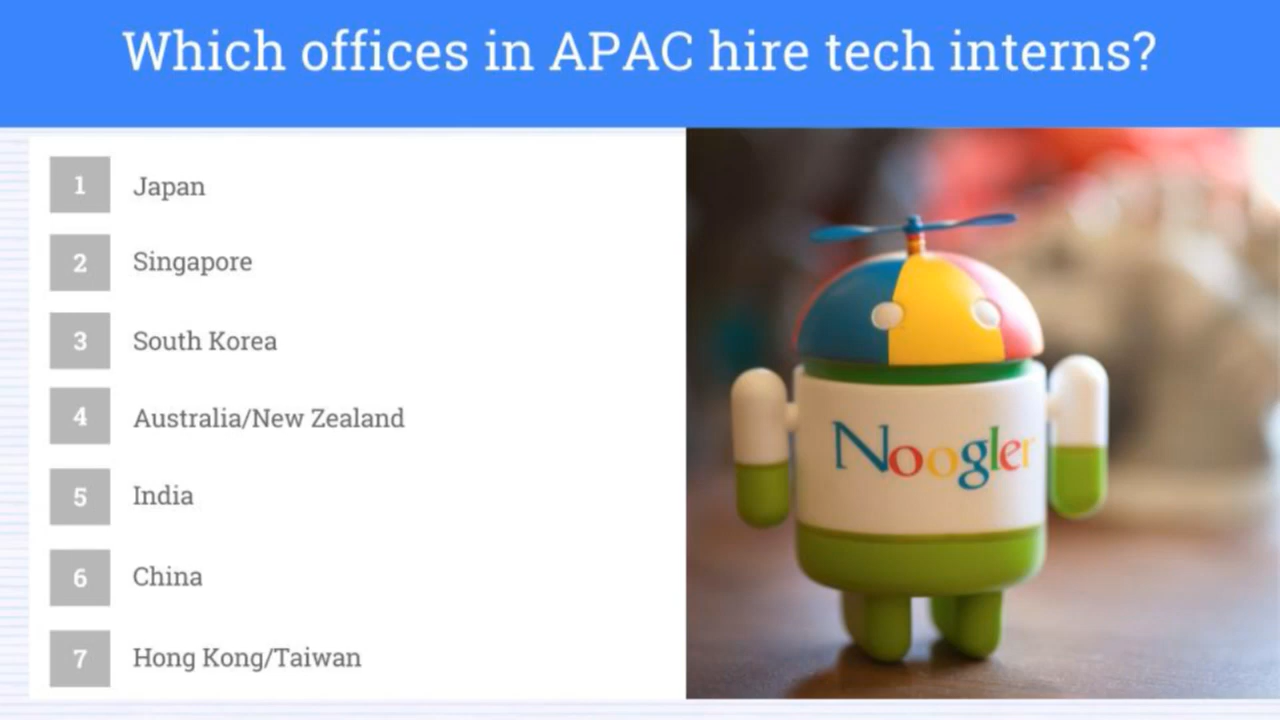 Which offices in APAC hire tech interns?
1 Japan
2 Singapore
3 South Korea
4 Australia/New Zealand
5 India
6 China
7 Hong Kong/Taiwan
Noogler